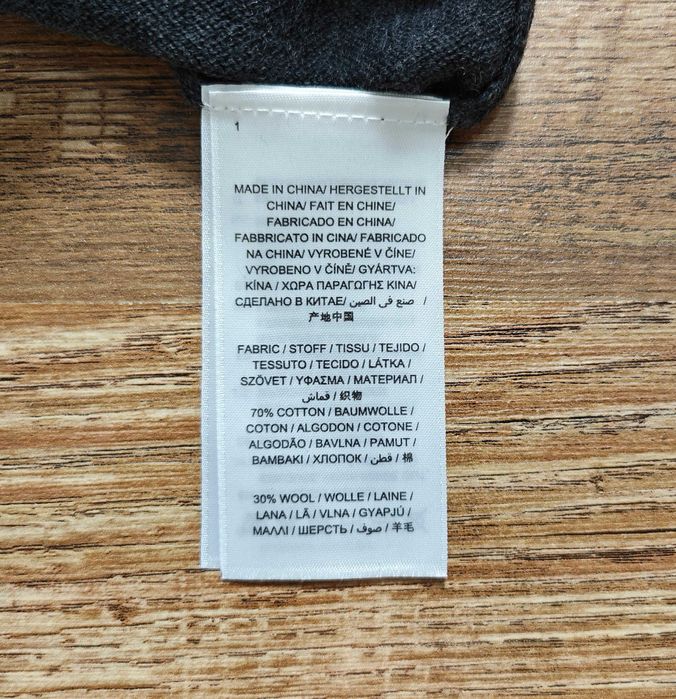 1
MADE IN CHINA/ HERGESTELLT IN
CHINA/ FAIT EN CHINE/
FABRICADO EN CHINA/
FABBRICATO IN CINA/ FABRICADO
NA CHINA/ VYROBENÉ V ČÍNE/
VYROBENO V ČÍNĚ/ GYÁRTVA:
KÍNA / ΧΩΡΑ ΠΑΡΑΓΩΓΗΣ ΚΙΝΑ/
СДЕЛАНО В КИТАЕ/ صنع في الصين /
产地中国
FABRIC / STOFF / TISSU / TEJIDO /
TESSUTO / TECIDO / LÁTKA /
SZÖVET / ΥΦΑΣΜΑ / МАТЕРИАЛ /
قماش / 织物
70% COTTON / BAUMWOLLE /
COTON / ALGODON / COTONE /
ALGODÃO / BAVLNA / PAMUT /
ΒΑΜΒΑΚΙ / ХЛОПОК / قطن / 棉
30% WOOL / WOLLE / LAINE /
LANA / LÃ / VLNA / GYAPJÚ /
ΜΑΛΛΙ / ШЕРСТЬ / صوف / 羊毛